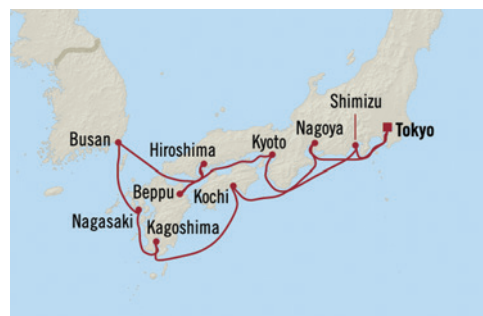 Shimizu
Nagoya
Tokyo
Busan
Hiroshima
Kyoto
Beppu
Kochi
Nagasaki
Kagoshima